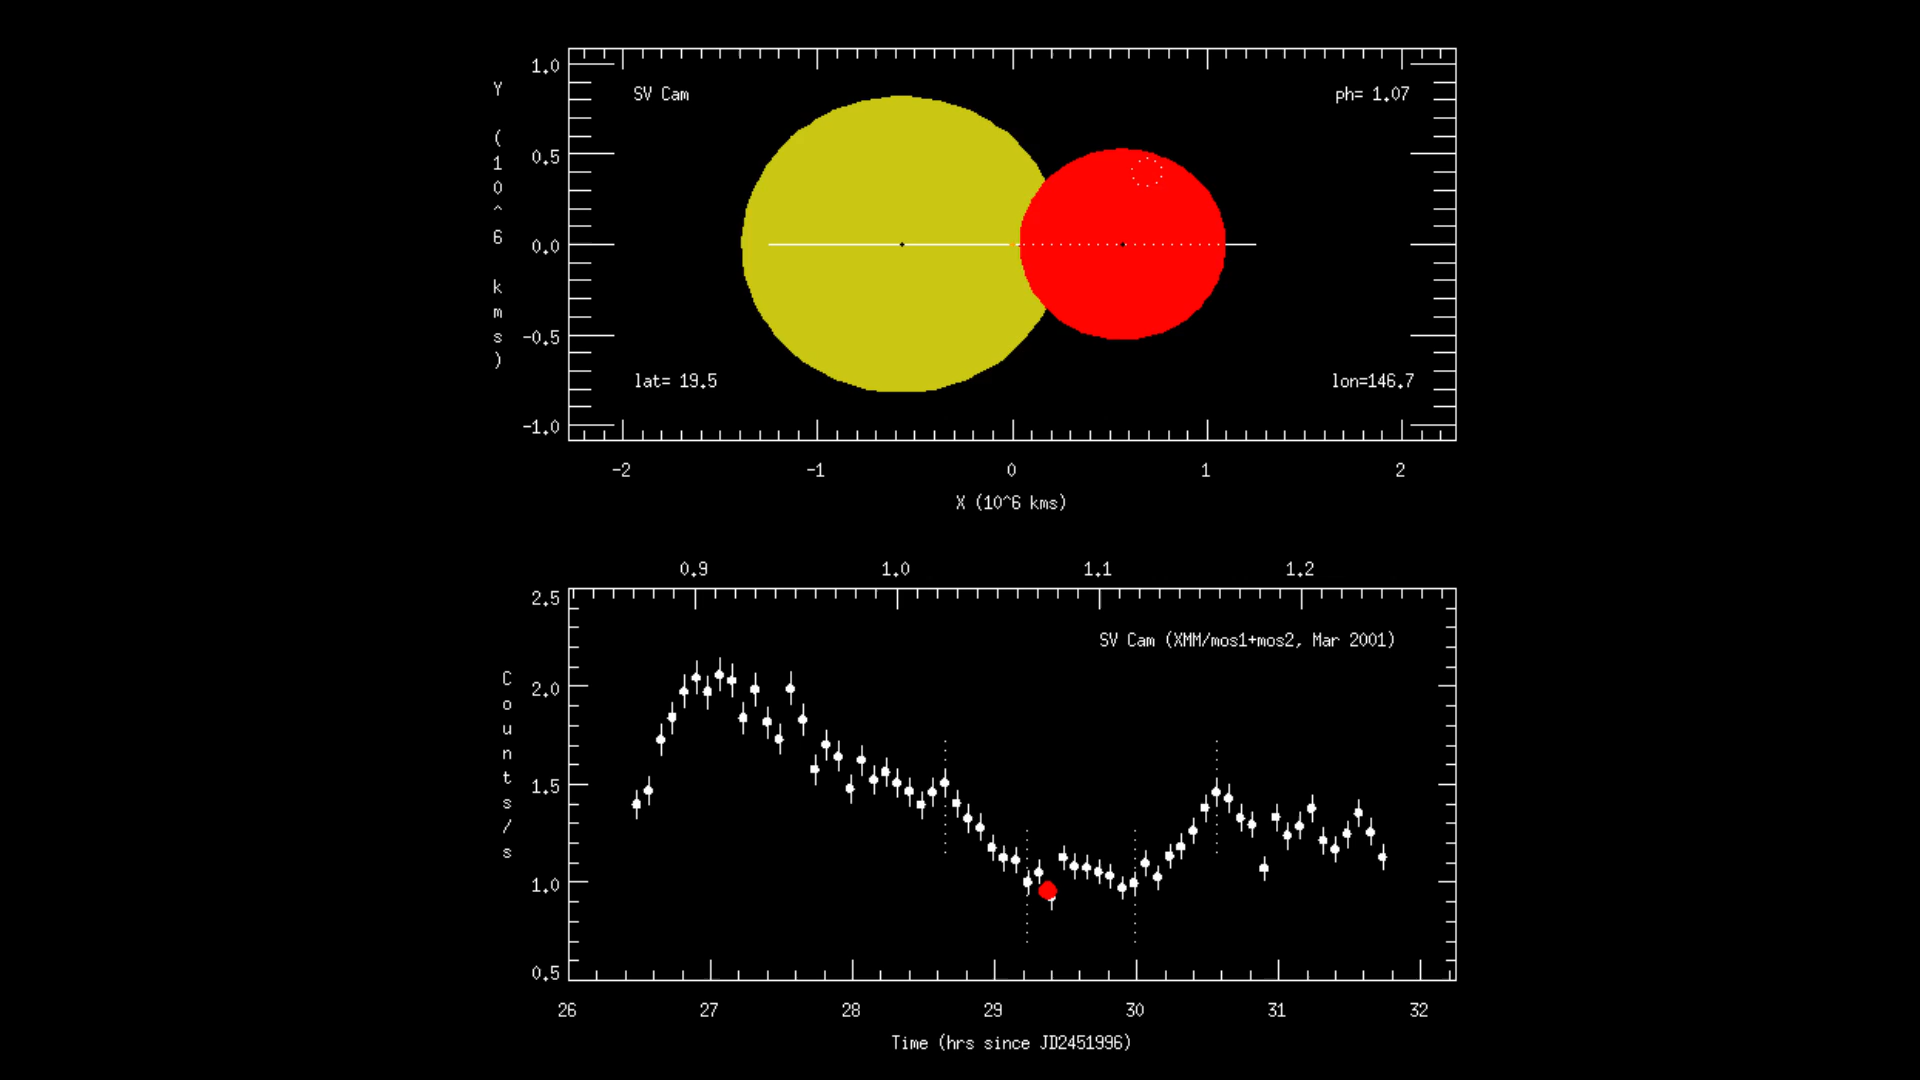 SV Cam
ph= 1.07
Y (10^6 kms)
1.0
0.5
0.0
-0.5
-1.0
lat= 19.5
lon=146.7
-2 -1 0 1 2
X (10^6 kms)
0.9 1.0 1.1 1.2
SV Cam (XMM/mos1+mos2, Mar 2001)
Counts/s
2.5
2.0
1.5
1.0
0.5
26 27 28 29 30 31 32
Time (hrs since JD2451996)